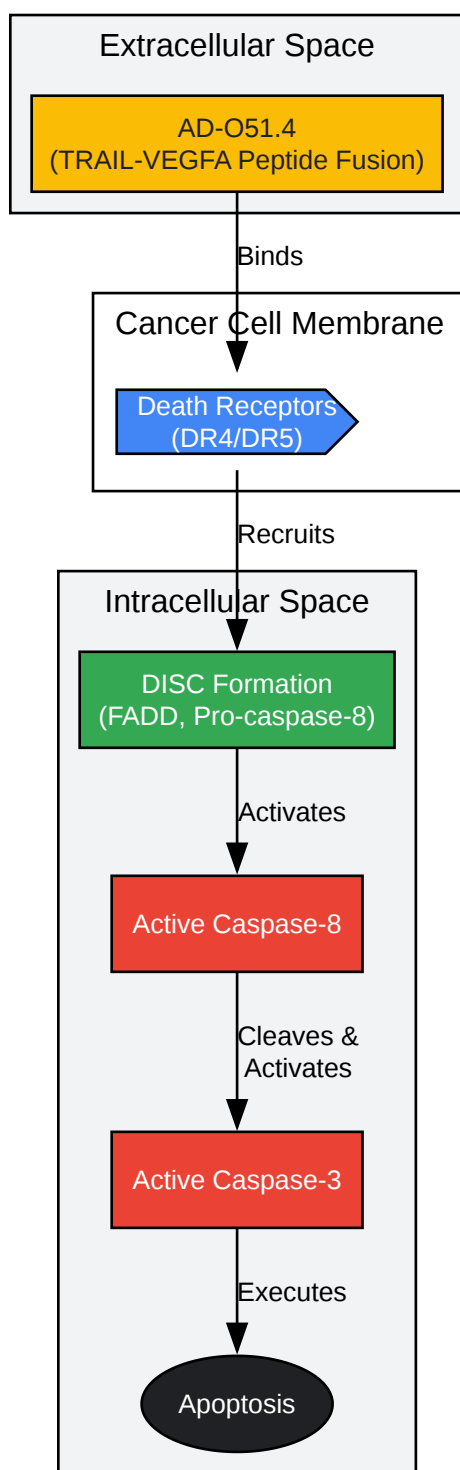 Extracellular Space
AD-O51.4
(TRAIL-VEGFA Peptide Fusion)
Binds
Cancer Cell Membrane
Death Receptors
(DR4/DR5)
Recruits
Intracellular Space
DISC Formation
(FADD, Pro-caspase-8)
Activates
Active Caspase-8
Cleaves &
Activates
Active Caspase-3
Executes
Apoptosis